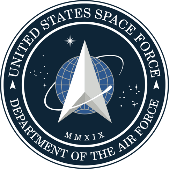 UNITED STATES SPACE FORCE
MMXIX
DEPARTMENT OF THE AIR FORCE